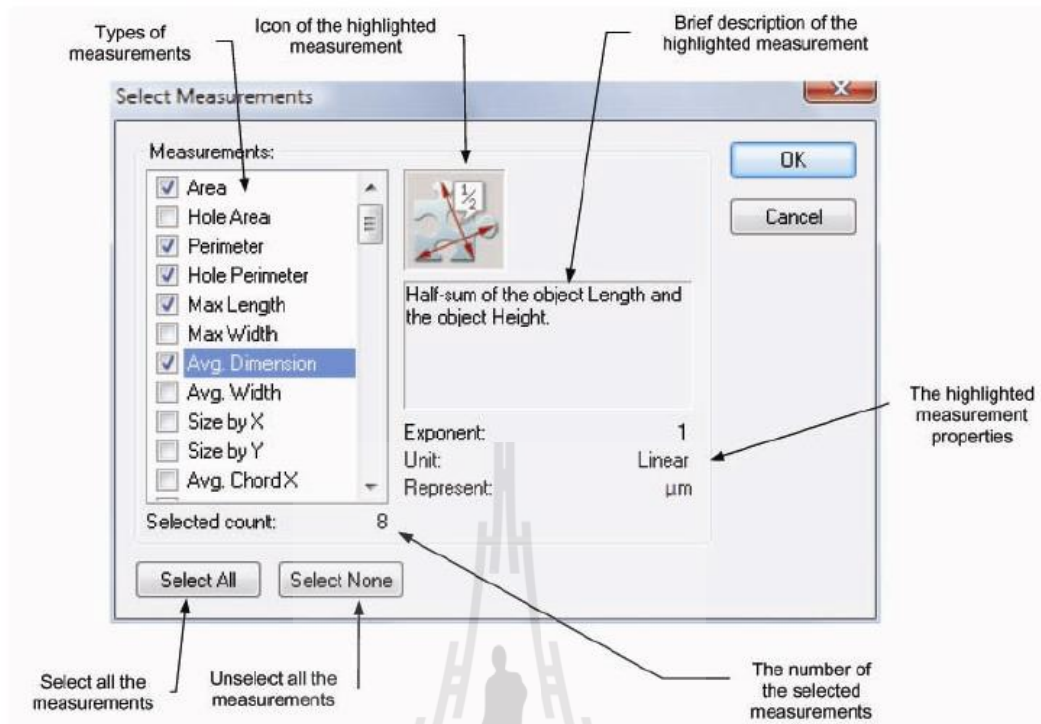 Types of
measurements
Icon of the highlighted
measurement
Brief description of the
highlighted measurement
Select Measurements
Measurements:
Area
Hole Area
Perimeter
Hole Perimeter
Max Length
Max Width
Avg. Dimension
Avg. Width
Size by X
Size by Y
Avg. Chord X
1/2
Half-sum of the object Length and
the object Height.
Exponent: 1
Unit: Linear
Represent: µm
OK
Cancel
The highlighted
measurement
properties
Selected count: 8
Select All
Select None
Select all the
measurements
Unselect all the
measurements
The number of
the selected
measurements